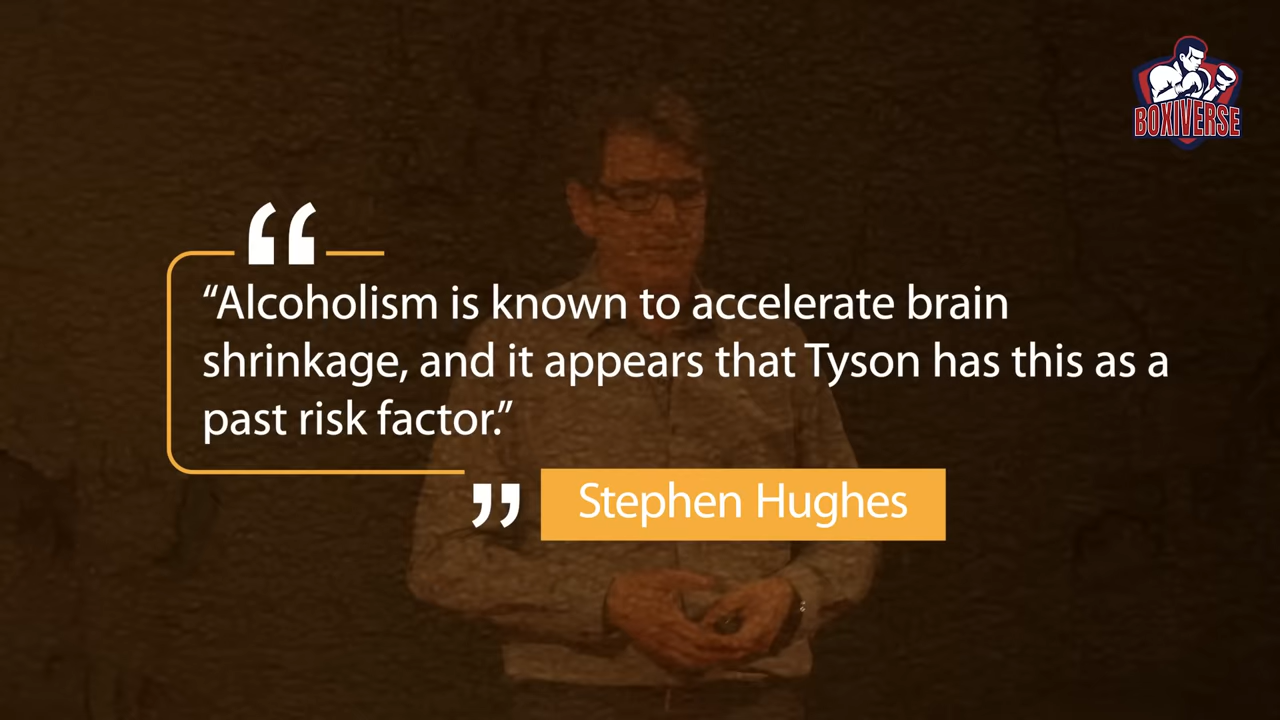 BOXIVERSE
“
“Alcoholism is known to accelerate brain
shrinkage, and it appears that Tyson has this as a
past risk factor.”
”
Stephen Hughes